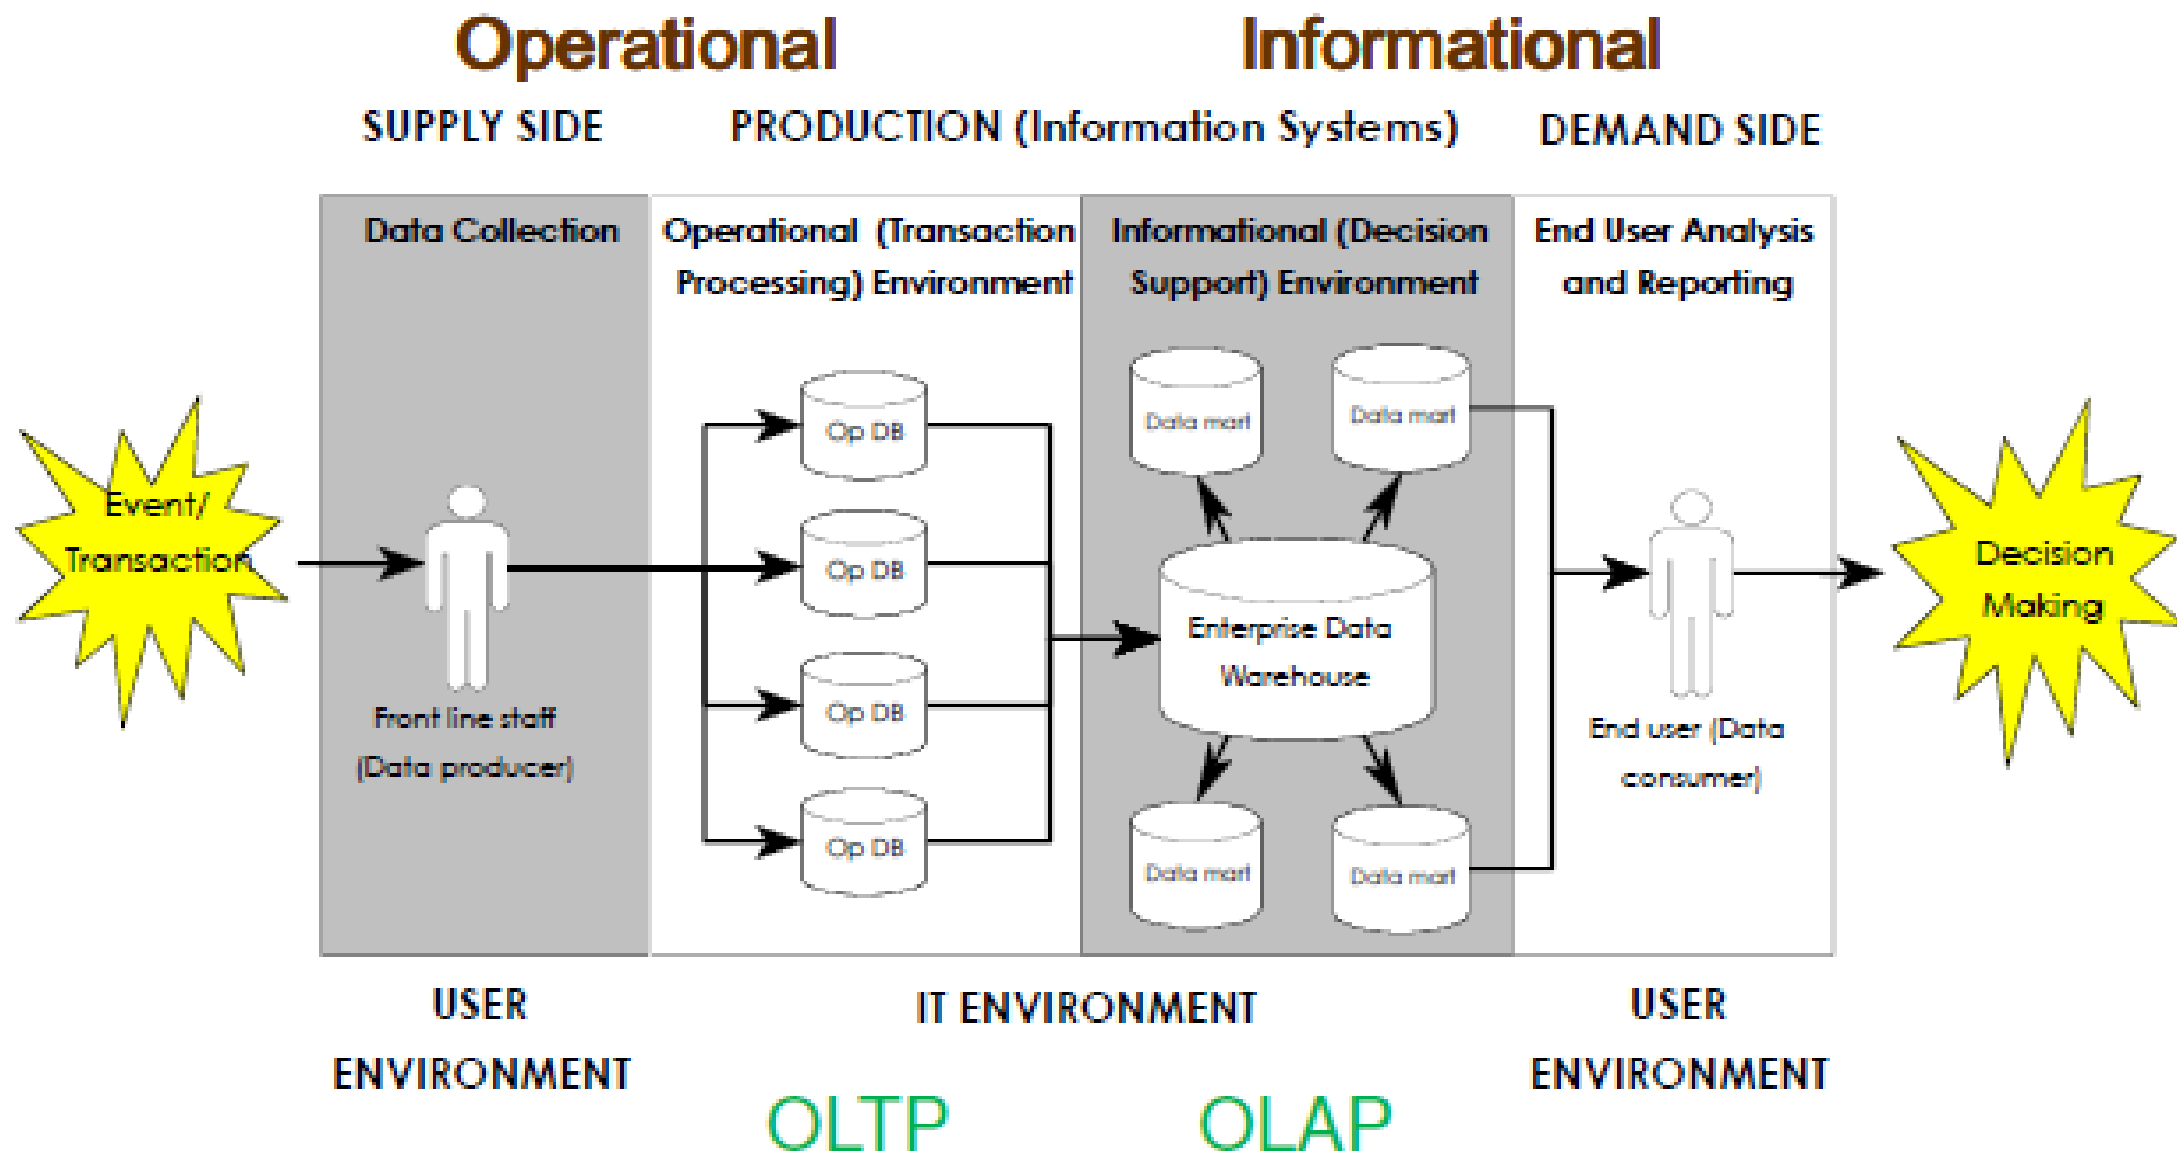 Operational
Informational
SUPPLY SIDE
PRODUCTION (Information Systems)
DEMAND SIDE
Data Collection
Operational (Transaction
Processing) Environment
Informational (Decision
Support) Environment
End User Analysis
and Reporting
Event/
Transaction
Front line staff
(Data producer)
Op DB
Op DB
Op DB
Op DB
Data mart
Data mart
Enterprise Data
Warehouse
Data mart
Data mart
End user (Data
consumer)
Decision
Making
USER
ENVIRONMENT
IT ENVIRONMENT
USER
ENVIRONMENT
OLTP
OLAP